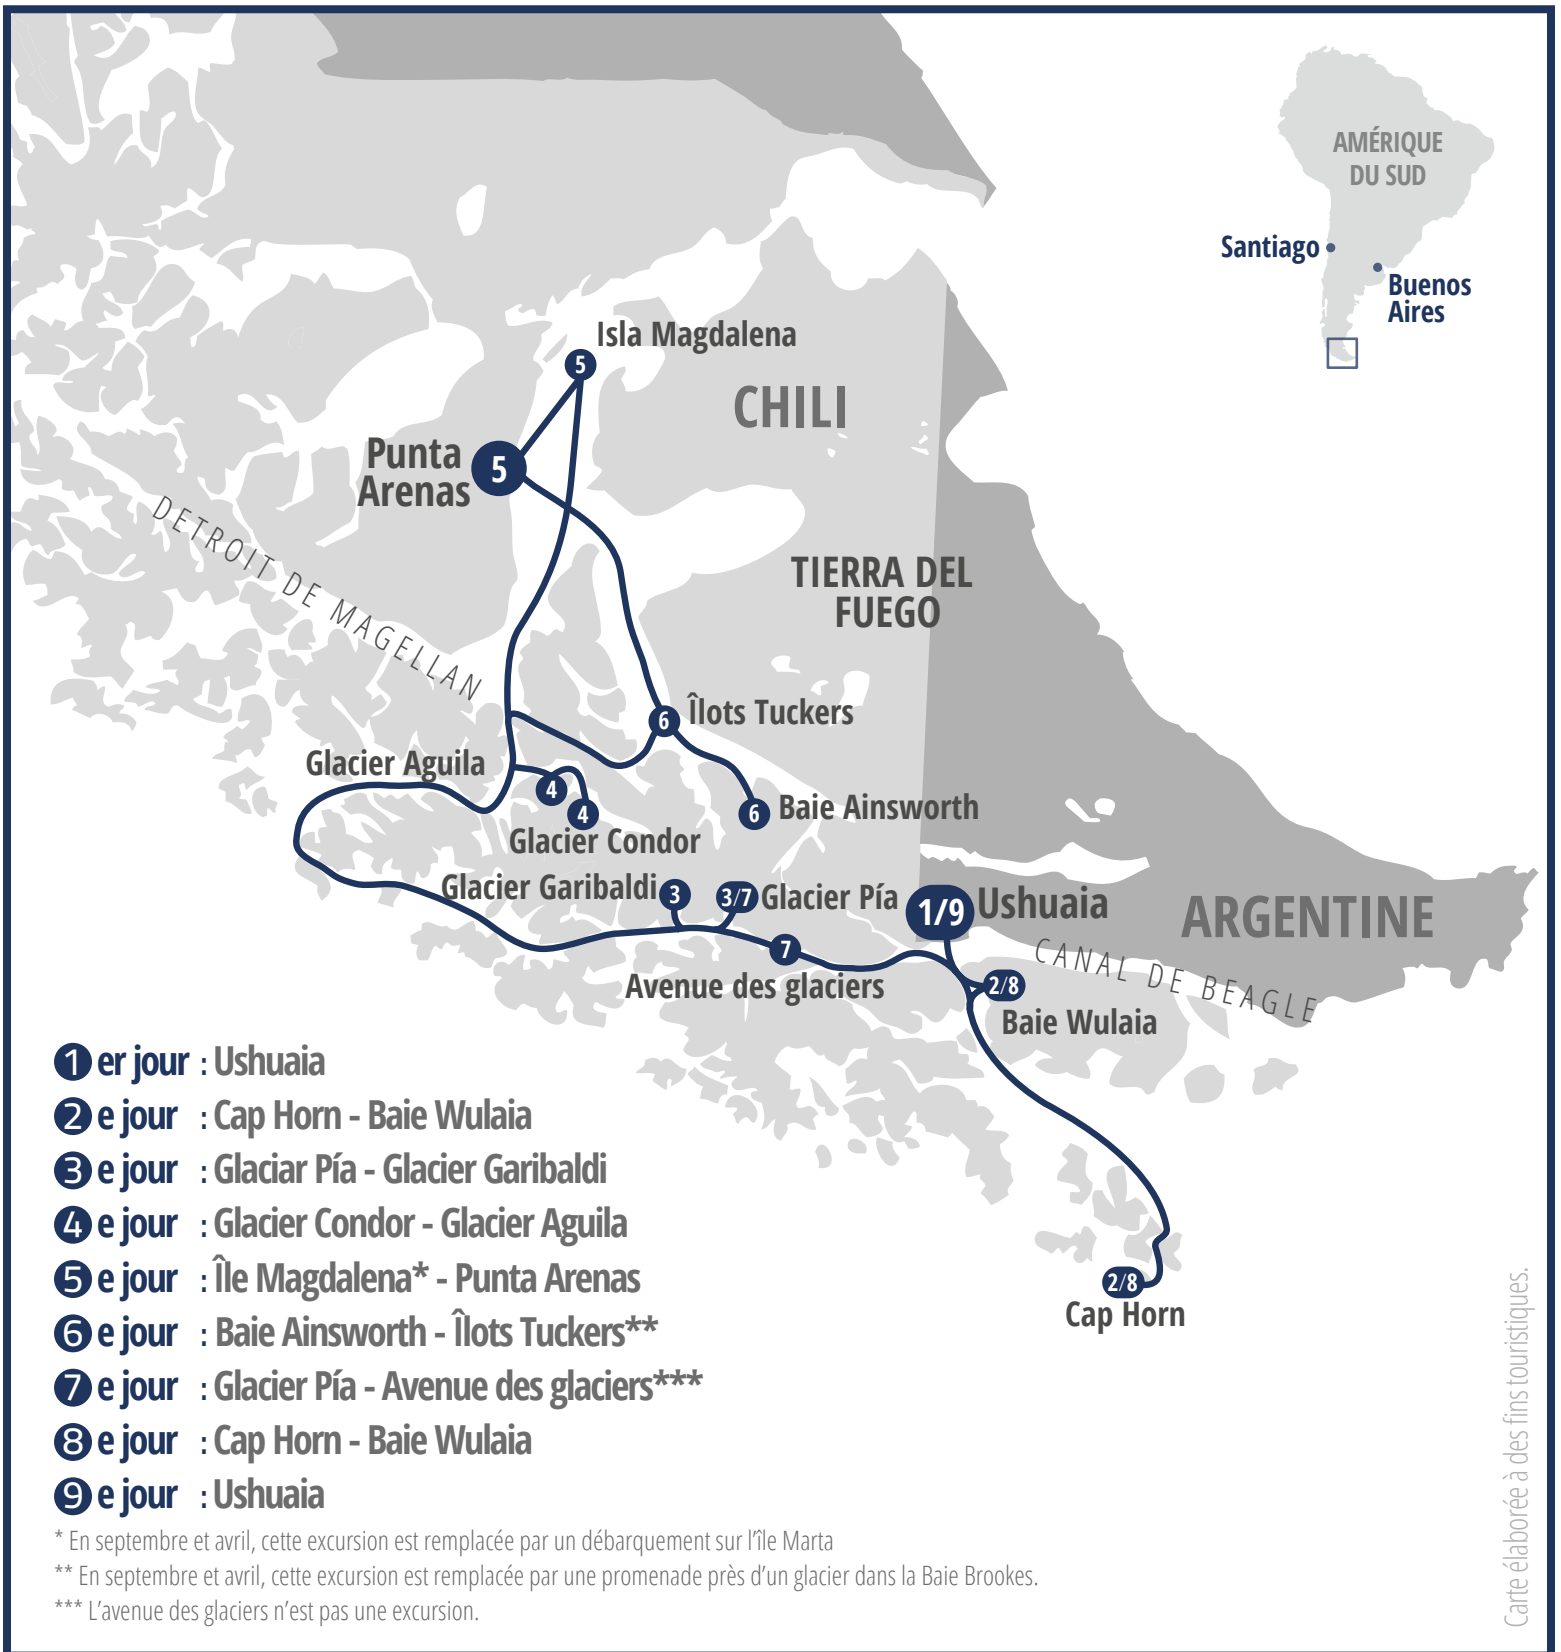 AMÉRIQUE
DU SUD
Santiago
Buenos
Aires
Isla Magdalena
5
CHILI
Punta
Arenas
5
DETROIT DE MAGELLAN
TIERRA DEL
FUEGO
6
Îlots Tuckers
Glacier Aguila
4
4
Glacier Condor
6
Baie Ainsworth
Glacier Garibaldi
3
3/7
Glacier Pía
1/9
Ushuaia
ARGENTINE
CANAL DE BEAGLE
7
Avenue des glaciers
2/8
Baie Wulaia
2/8
Cap Horn
1 er jour : Ushuaia
2 e jour : Cap Horn - Baie Wulaia
3 e jour : Glaciar Pía - Glacier Garibaldi
4 e jour : Glacier Condor - Glacier Aguila
5 e jour : Île Magdalena* - Punta Arenas
6 e jour : Baie Ainsworth - Îlots Tuckers**
7 e jour : Glacier Pía - Avenue des glaciers***
8 e jour : Cap Horn - Baie Wulaia
9 e jour : Ushuaia
* En septembre et avril, cette excursion est remplacée par un débarquement sur l'île Marta
** En septembre et avril, cette excursion est remplacée par une promenade près d'un glacier dans la Baie Brookes.
*** L'avenue des glaciers n'est pas une excursion.
Carte élaborée à des fins touristiques.